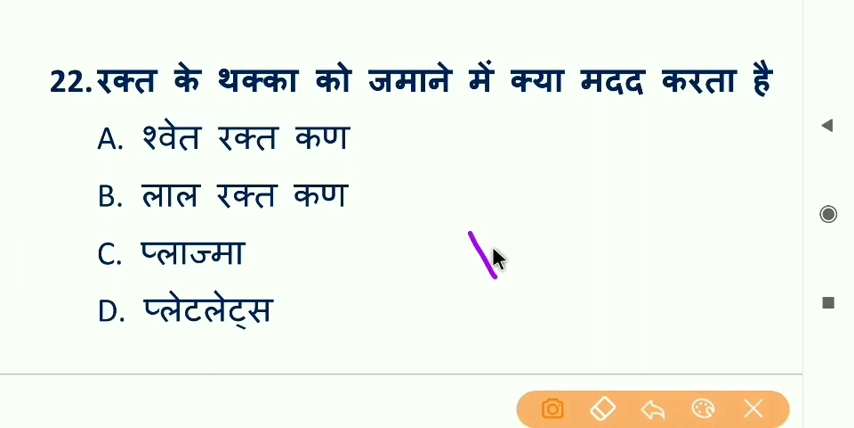 22. रक्त के थक्का को जमाने में क्या मदद करता है
A. श्वेत रक्त कण
B. लाल रक्त कण
C. प्लाज्मा
D. प्लेटलेट्स